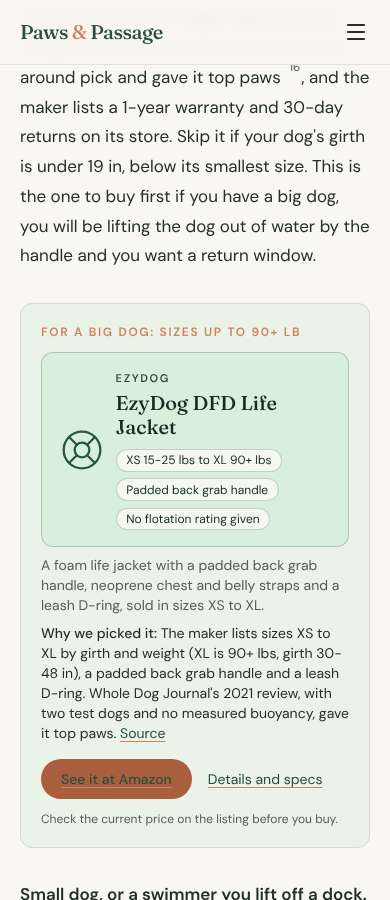 Paws & Passage
around pick and gave it top paws 16, and the
maker lists a 1-year warranty and 30-day
returns on its store. Skip it if your dog's girth
is under 19 in, below its smallest size. This is
the one to buy first if you have a big dog,
you will be lifting the dog out of water by the
handle and you want a return window.
FOR A BIG DOG: SIZES UP TO 90+ LB
EZYDOG
EzyDog DFD Life
Jacket
XS 15-25 lbs to XL 90+ lbs
Padded back grab handle
No flotation rating given
A foam life jacket with a padded back grab
handle, neoprene chest and belly straps and a
leash D-ring, sold in sizes XS to XL.
Why we picked it: The maker lists sizes XS to
XL by girth and weight (XL is 90+ lbs, girth 30-
48 in), a padded back grab handle and a leash
D-ring. Whole Dog Journal's 2021 review, with
two test dogs and no measured buoyancy, gave
it top paws. Source
See it at Amazon Details and specs
Check the current price on the listing before you buy.
Small dog, or a swimmer you lift off a dock.